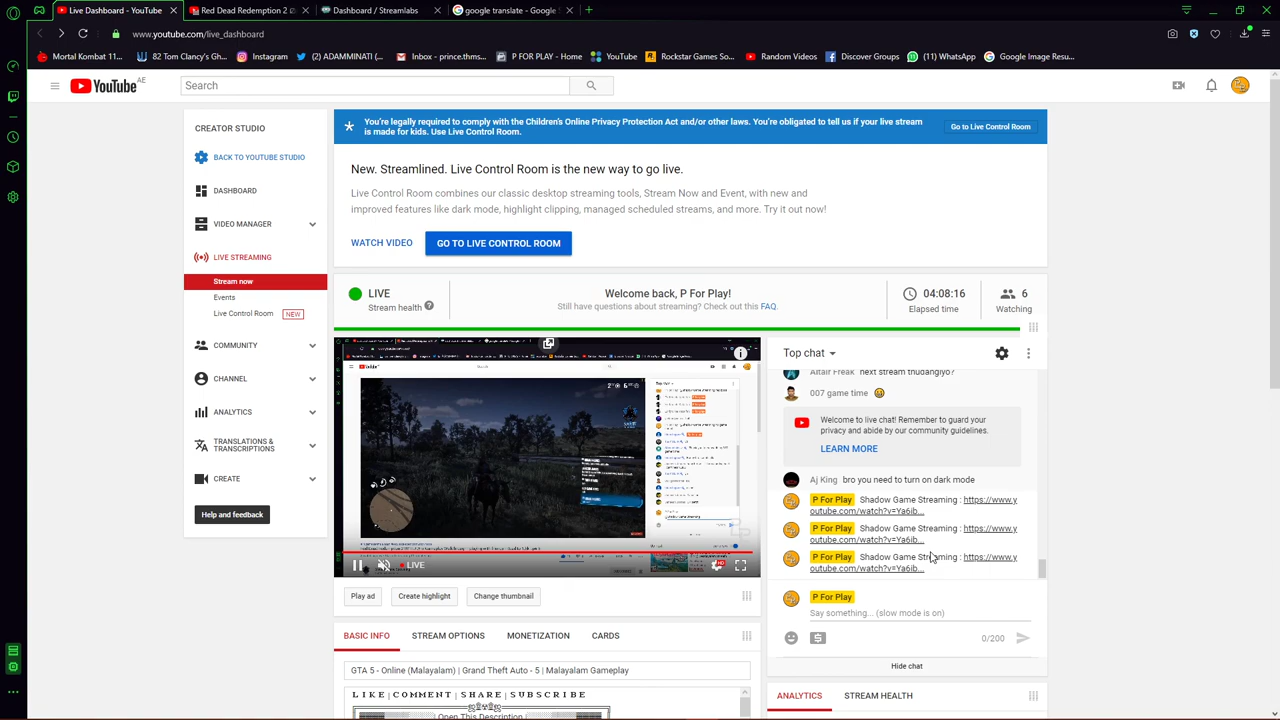 Live Dashboard - YouTube
Red Dead Redemption 2
Dashboard / Streamlabs
google translate - Google
www.youtube.com/live_dashboard
Mortal Kombat 11...
82 Tom Clancy's Gh...
Instagram
(2) ADAMMINATI (...
Inbox - prince.thms...
P FOR PLAY - Home
YouTube
Rockstar Games So...
Random Videos
Discover Groups
(11) WhatsApp
Google Image Resu...
YouTube AE
Search
CREATOR STUDIO
BACK TO YOUTUBE STUDIO
DASHBOARD
VIDEO MANAGER
LIVE STREAMING
Stream now
Events
Live Control Room NEW
COMMUNITY
CHANNEL
ANALYTICS
TRANSLATIONS &
TRANSCRIPTIONS
CREATE
Help and feedback
You're legally required to comply with the Children's Online Privacy Protection Act and/or other laws. You're obligated to tell us if your live stream
is made for kids. Use Live Control Room.
Go to Live Control Room
New. Streamlined. Live Control Room is the new way to go live.
Live Control Room combines our classic desktop streaming tools, Stream Now and Event, with new and
improved features like dark mode, highlight clipping, managed scheduled streams, and more. Try it out now!
WATCH VIDEO
GO TO LIVE CONTROL ROOM
LIVE
Stream health
Welcome back, P For Play!
Still have questions about streaming? Check out this FAQ.
04:08:16
Elapsed time
6
Watching
LIVE
HD
Play ad
Create highlight
Change thumbnail
BASIC INFO
STREAM OPTIONS
MONETIZATION
CARDS
GTA 5 - Online (Malayalam) | Grand Theft Auto - 5 | Malayalam Gameplay
LIKE|COMMENT|SHARE|SUBSCRIBE
| Open This Description |
Top chat
Altair Freak next stream thudangiyo?
007 game time
Welcome to live chat! Remember to guard your
privacy and abide by our community guidelines.
LEARN MORE
Aj King bro you need to turn on dark mode
P For Play Shadow Game Streaming : https://www.y
outube.com/watch?v=Ya6ib...
P For Play Shadow Game Streaming : https://www.y
outube.com/watch?v=Ya6ib...
P For Play Shadow Game Streaming : https://www.y
outube.com/watch?v=Ya6ib...
P For Play
Say something... (slow mode is on)
0/200
Hide chat
ANALYTICS
STREAM HEALTH